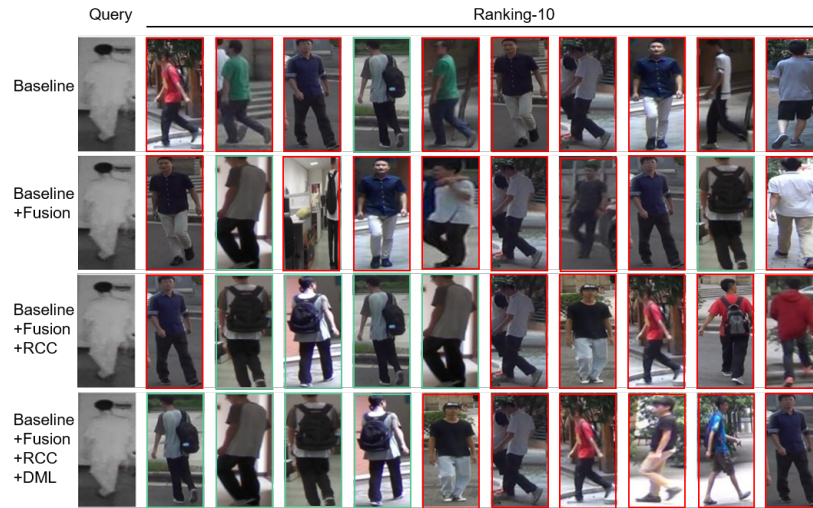 Query
Ranking-10
Baseline
Baseline
+Fusion
Baseline
+Fusion
+RCC
Baseline
+Fusion
+RCC
+DML